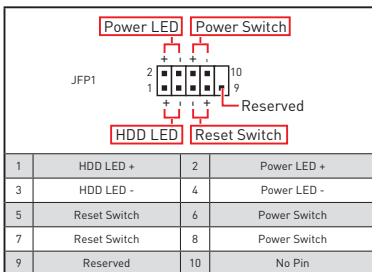 Power LED Power Switch
+ - + -
JFP1
2 10
1 9
+ - - +
Reserved
HDD LED Reset Switch
1 HDD LED + 2 Power LED +
3 HDD LED - 4 Power LED -
5 Reset Switch 6 Power Switch
7 Reset Switch 8 Power Switch
9 Reserved 10 No Pin